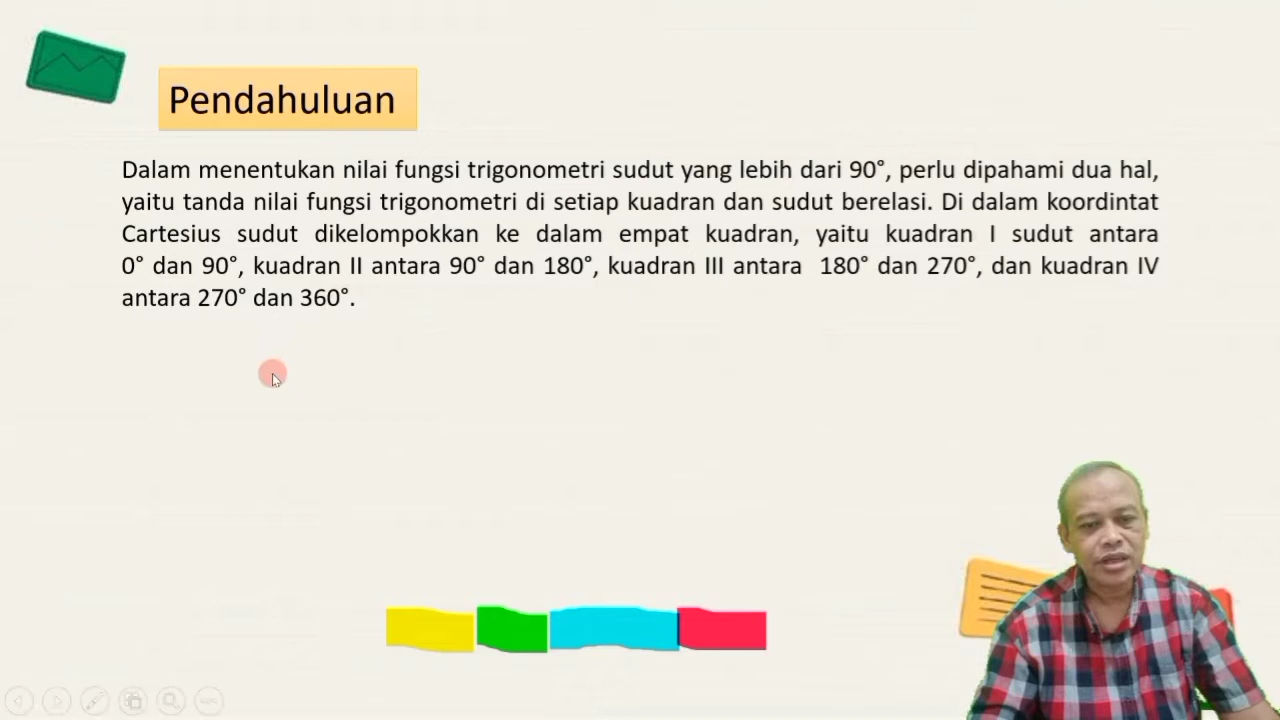 Pendahuluan
Dalam menentukan nilai fungsi trigonometri sudut yang lebih dari 90°, perlu dipahami dua hal,
yaitu tanda nilai fungsi trigonometri di setiap kuadran dan sudut berelasi. Di dalam koordintat
Cartesius sudut dikelompokkan ke dalam empat kuadran, yaitu kuadran I sudut antara
0° dan 90°, kuadran II antara 90° dan 180°, kuadran III antara 180° dan 270°, dan kuadran IV
antara 270° dan 360°.